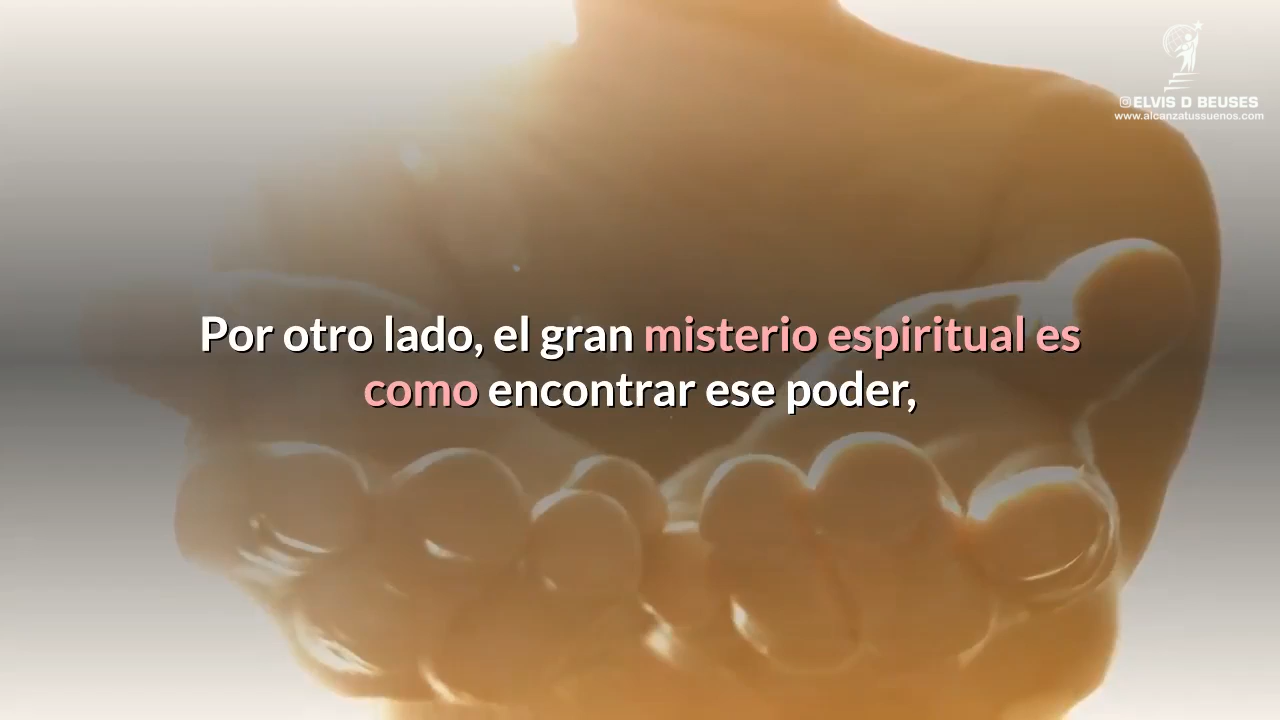 ELVIS D BEUSES
www.alcanzatussuenos.com
Por otro lado, el gran misterio espiritual es
como encontrar ese poder,